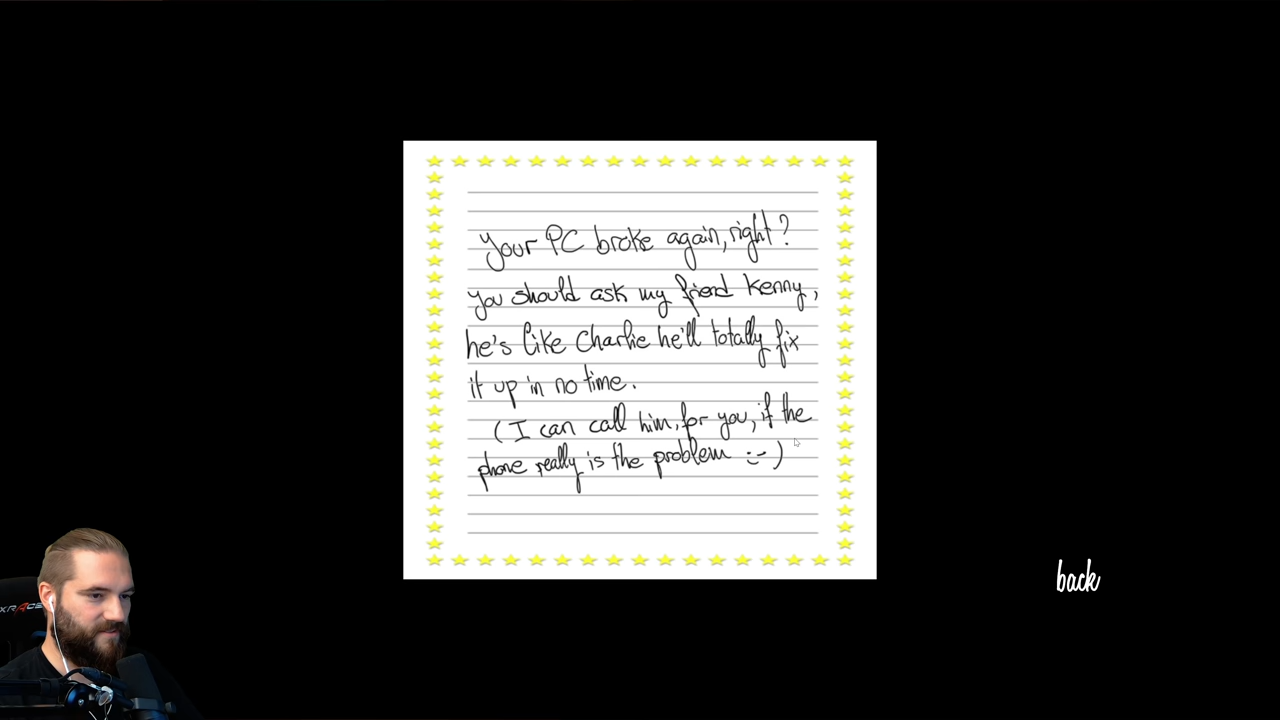 your PC broke again, right?
you should ask my friend Kenny,
he's like Charlie he'll totally fix
it up in no time.
(I can call him, for you, if the
phone really is the problem :-)
back
XRACE